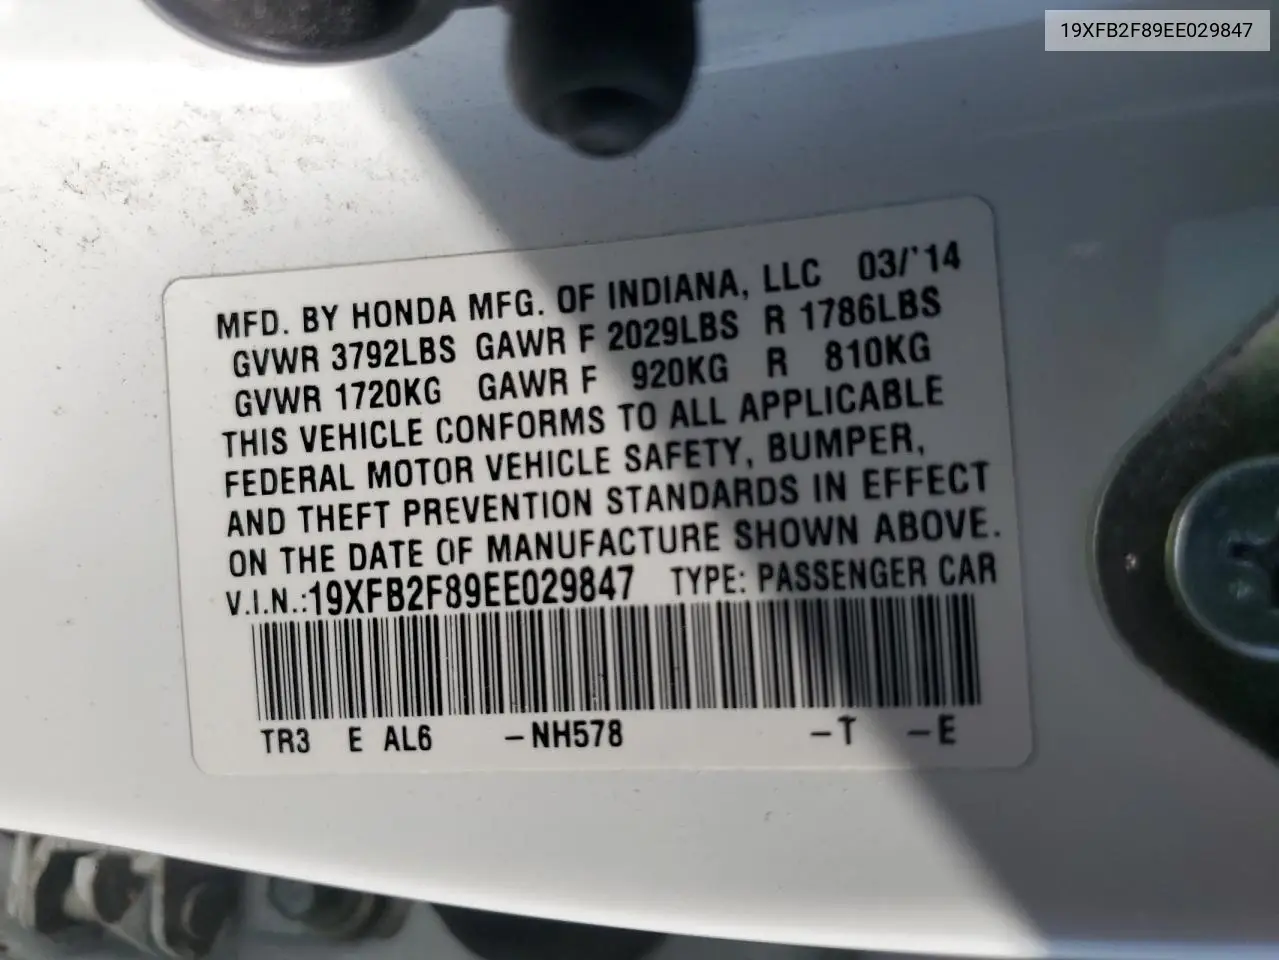 19XFB2F89EE029847
MFD. BY HONDA MFG. OF INDIANA, LLC 03/'14
GVWR 3792LBS GAWR F 2029LBS R 1786LBS
GVWR 1720KG GAWR F 920KG R 810KG
THIS VEHICLE CONFORMS TO ALL APPLICABLE
FEDERAL MOTOR VEHICLE SAFETY, BUMPER,
AND THEFT PREVENTION STANDARDS IN EFFECT
ON THE DATE OF MANUFACTURE SHOWN ABOVE.
V.I.N.:19XFB2F89EE029847 TYPE: PASSENGER CAR
TR3 E AL6 -NH578 -T -E